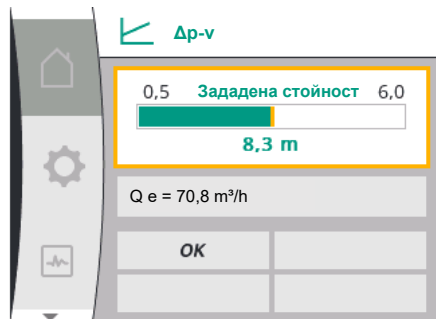 Δp-v
0,5 Зададена стойност 6,0
8,3 m
Q e = 70,8 m³/h
OK